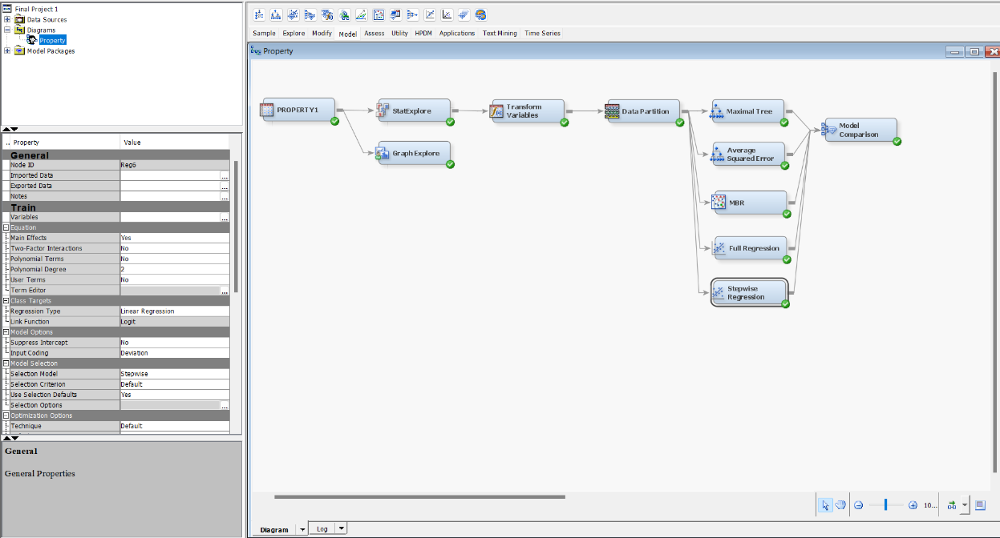 Final Project 1
Data Sources
Diagrams
Property
Model Packages
.. Property Value
General
Node ID Reg6
Imported Data ...
Exported Data ...
Notes ...
Train
Variables ...
Equation
Main Effects Yes
Two-Factor Interactions No
Polynomial Terms No
Polynomial Degree 2
User Terms No
Term Editor ...
Class Targets
Regression Type Linear Regression
Link Function Logit
Model Options
Suppress Intercept No
Input Coding Deviation
Model Selection
Selection Model Stepwise
Selection Criterion Default
Use Selection Defaults Yes
Selection Options ...
Optimization Options
Technique Default
General
General Properties
Sample Explore Modify Model Assess Utility HPDM Applications Text Mining Time Series
Property
PROPERTY1
StatExplore
Transform
Variables
Data Partition
Maximal Tree
Model
Comparison
Graph Explore
Average
Squared Error
MBR
Full Regression
Stepwise
Regression
10...
Diagram Log